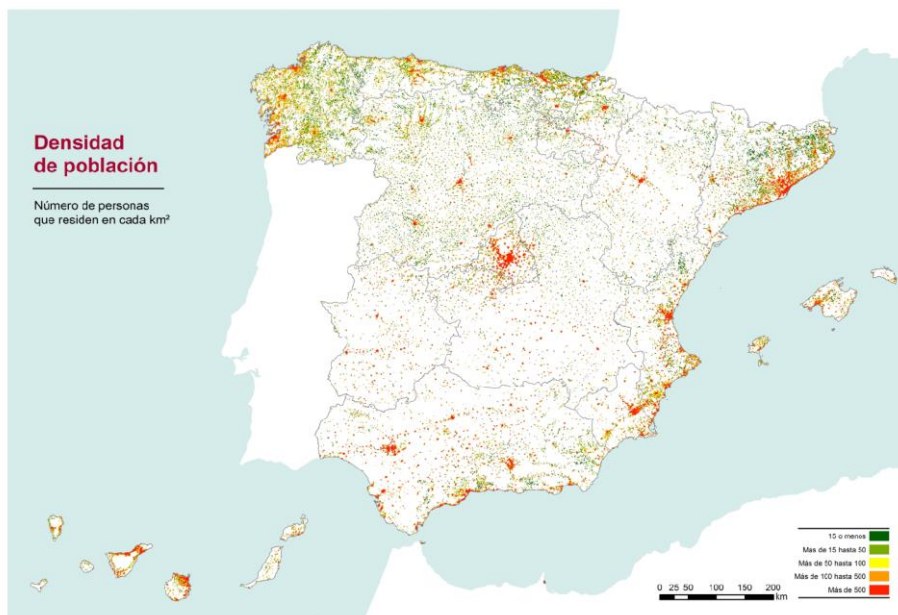 Densidad
de población
Número de personas
que residen en cada km²
15 o menos
Mas de 15 hasta 50
Más de 50 hasta 100
Más de 100 hasta 500
Más de 500
0 25 50 100 150 200
km